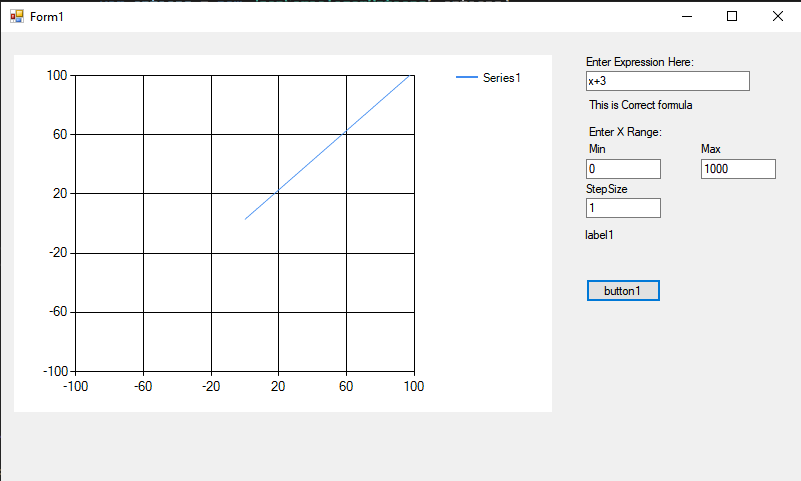 Form1
100
60
20
-20
-60
-100
-100 -60 -20 20 60 100
Series1
Enter Expression Here:
x+3
This is Correct formula
Enter X Range:
Min Max
0 1000
StepSize
1
label1
button1